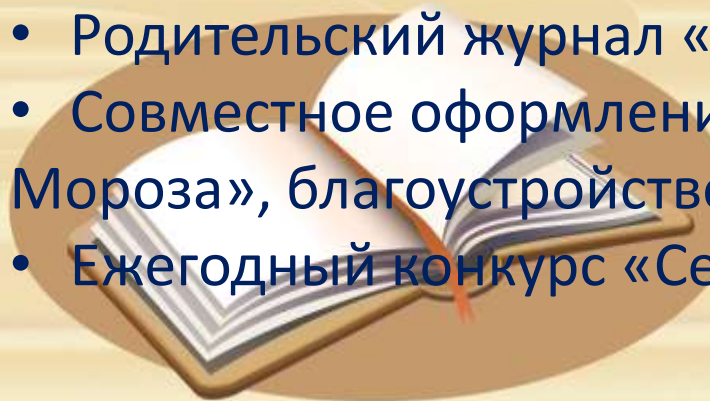 • Родительский журнал «
• Совместное оформлени
Мороза», благоустройств
• Ежегодный конкурс «Се